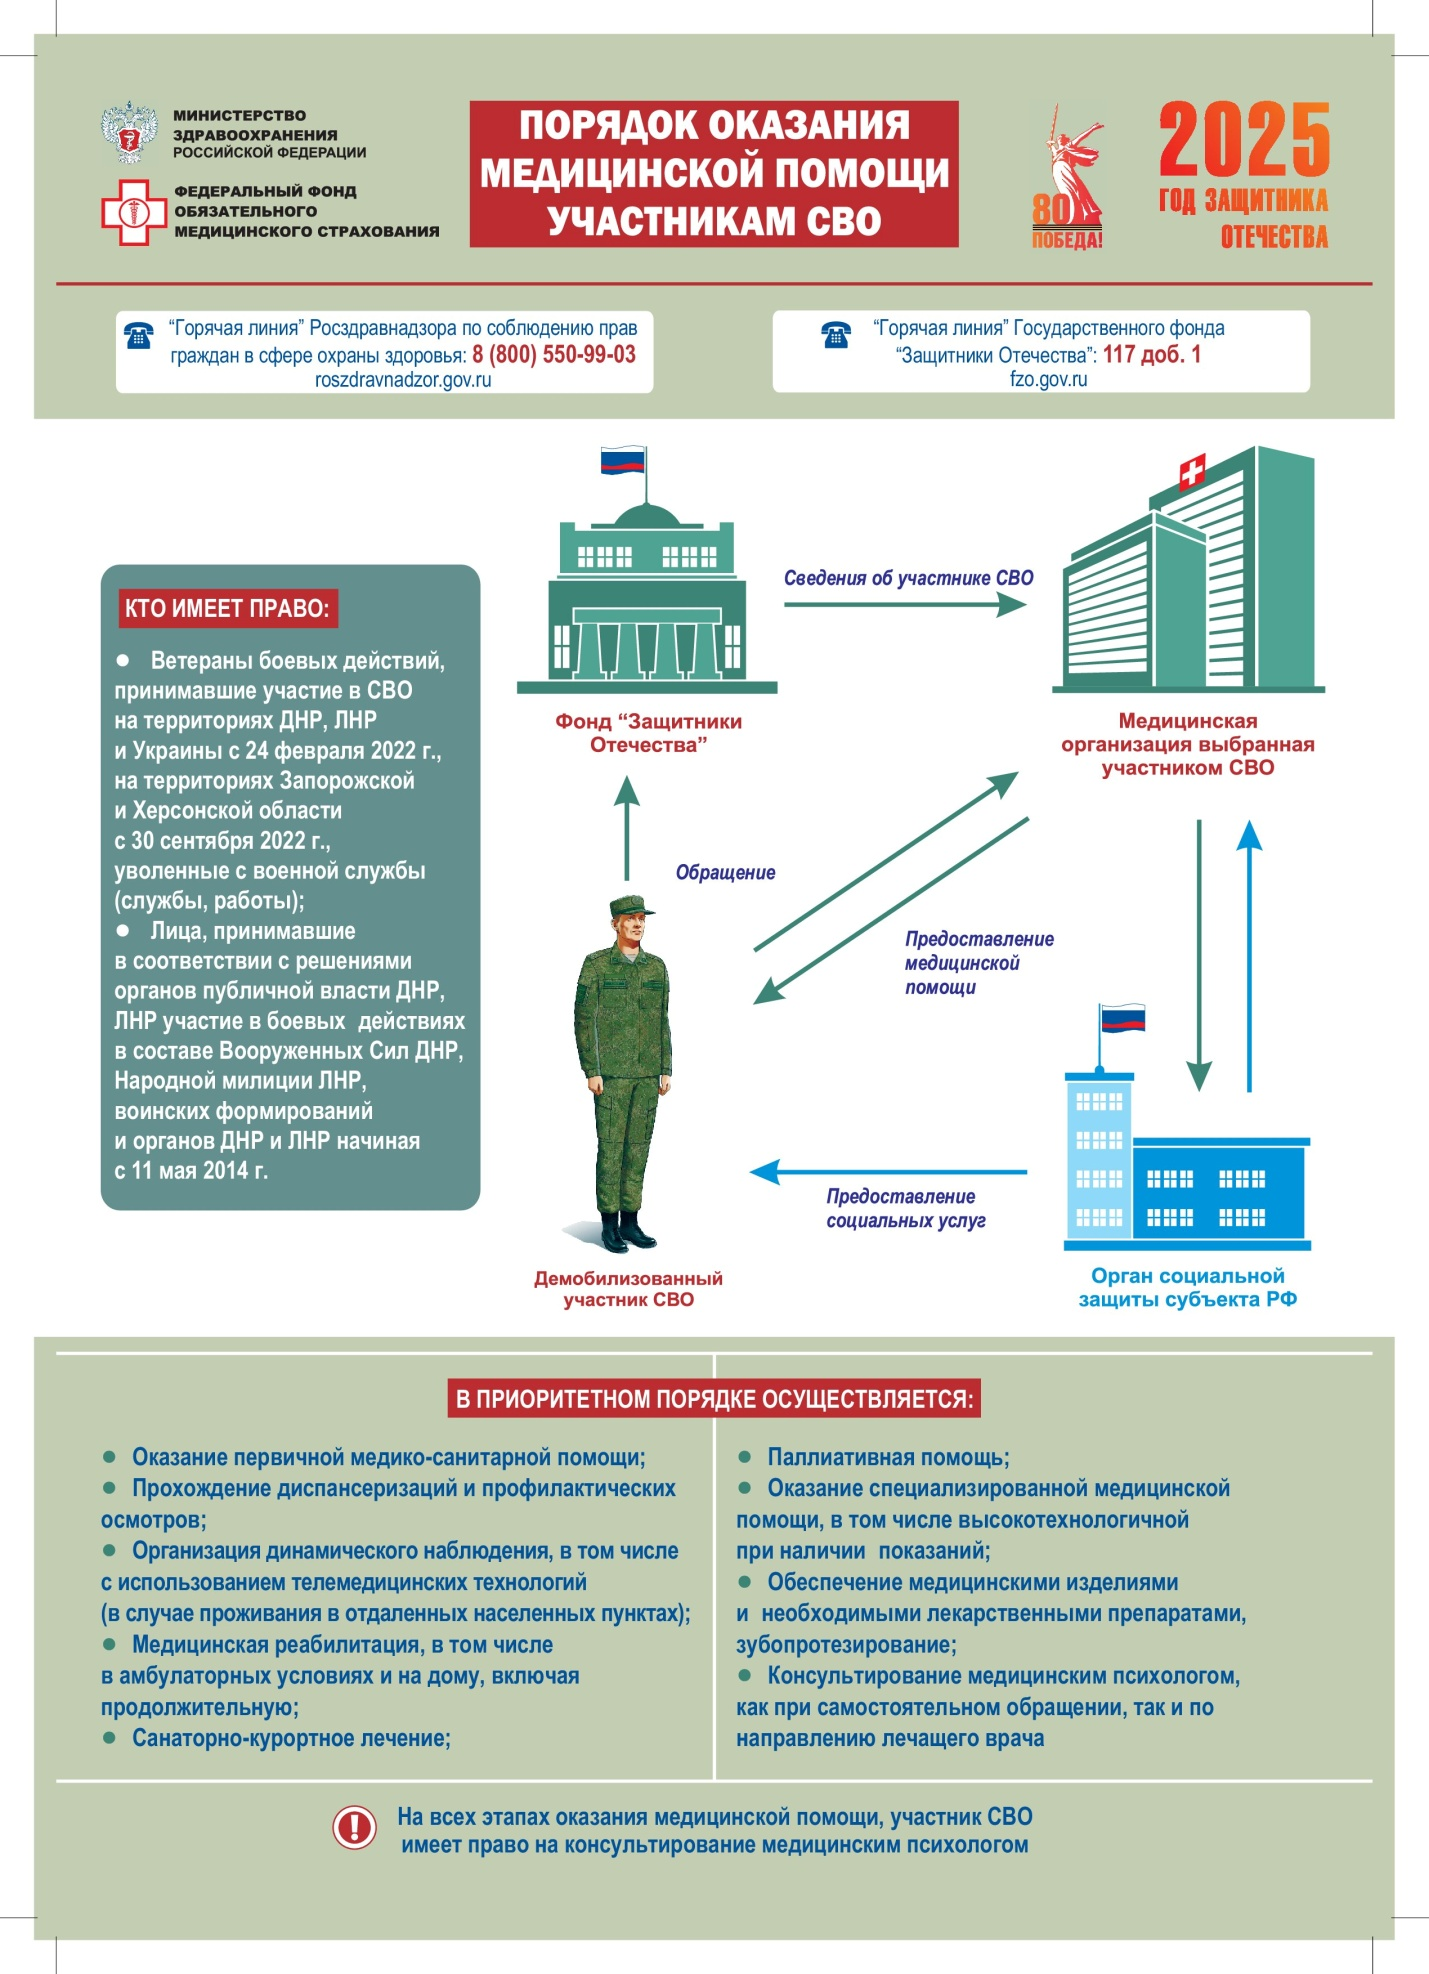 МИНИСТЕРСТВО
ЗДРАВООХРАНЕНИЯ
РОССИЙСКОЙ ФЕДЕРАЦИИ
ФЕДЕРАЛЬНЫЙ ФОНД
ОБЯЗАТЕЛЬНОГО
МЕДИЦИНСКОГО СТРАХОВАНИЯ
ПОРЯДОК ОКАЗАНИЯ
МЕДИЦИНСКОЙ ПОМОЩИ
УЧАСТНИКАМ СВО
80
ПОБЕДА!
2025
ГОД ЗАЩИТНИКА
ОТЕЧЕСТВА
“Горячая линия” Росздравнадзора по соблюдению прав
граждан в сфере охраны здоровья: 8 (800) 550-99-03
roszdravnadzor.gov.ru
“Горячая линия” Государственного фонда
“Защитники Отечества”: 117 доб. 1
fzo.gov.ru
КТО ИМЕЕТ ПРАВО:
● Ветераны боевых действий,
принимавшие участие в СВО
на территориях ДНР, ЛНР
и Украины с 24 февраля 2022 г.,
на территориях Запорожской
и Херсонской области
с 30 сентября 2022 г.,
уволенные с военной службы
(службы, работы);
● Лица, принимавшие
в соответствии с решениями
органов публичной власти ДНР,
ЛНР участие в боевых действиях
в составе Вооруженных Сил ДНР,
Народной милиции ЛНР,
воинских формирований
и органов ДНР и ЛНР начиная
с 11 мая 2014 г.
Сведения об участнике СВО
Фонд “Защитники
Отечества”
Медицинская
организация выбранная
участником СВО
Обращение
Предоставление
медицинской
помощи
Предоставление
социальных услуг
Демобилизованный
участник СВО
Орган социальной
защиты субъекта РФ
В ПРИОРИТЕТНОМ ПОРЯДКЕ ОСУЩЕСТВЛЯЕТСЯ:
● Оказание первичной медико-санитарной помощи;
● Прохождение диспансеризаций и профилактических
осмотров;
● Организация динамического наблюдения, в том числе
с использованием телемедицинских технологий
(в случае проживания в отдаленных населенных пунктах);
● Медицинская реабилитация, в том числе
в амбулаторных условиях и на дому, включая
продолжительную;
● Санаторно-курортное лечение;
● Паллиативная помощь;
● Оказание специализированной медицинской
помощи, в том числе высокотехнологичной
при наличии показаний;
● Обеспечение медицинскими изделиями
и необходимыми лекарственными препаратами,
зубопротезирование;
● Консультирование медицинским психологом,
как при самостоятельном обращении, так и по
направлению лечащего врача
На всех этапах оказания медицинской помощи, участник СВО
имеет право на консультирование медицинским психологом